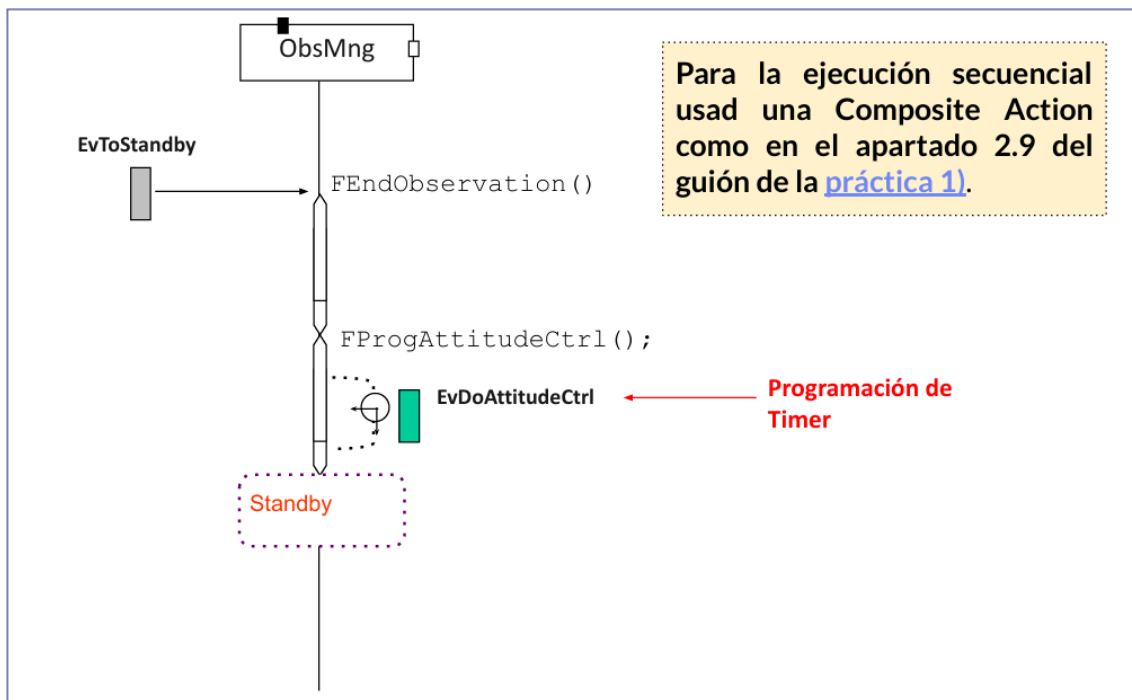 ObsMng
Para la ejecución secuencial
usad una Composite Action
como en el apartado 2.9 del
guión de la práctica 1).
EvToStandby
FEndObservation()
FProgAttitudeCtrl();
EvDoAttitudeCtrl
Programación de
Timer
Standby